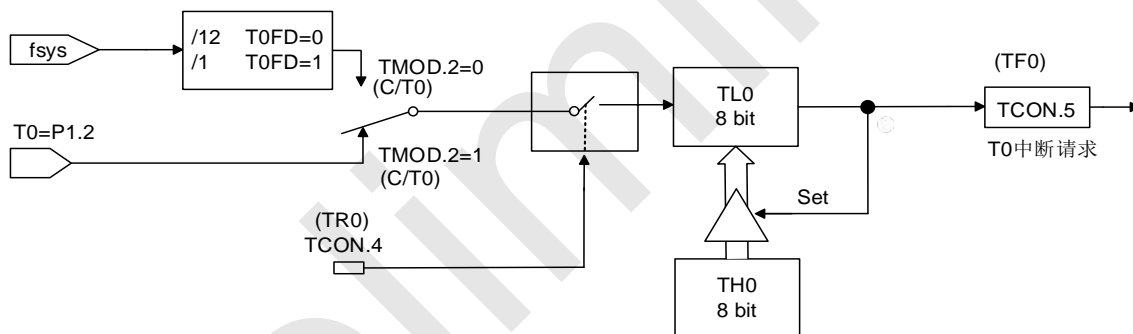 fsys
/12 T0FD=0
/1 T0FD=1
TMOD.2=0
(C/T0)
T0=P1.2
TMOD.2=1
(C/T0)
(TR0)
TCON.4
TL0
8 bit
Set
TH0
8 bit
(TF0)
TCON.5
T0中断请求